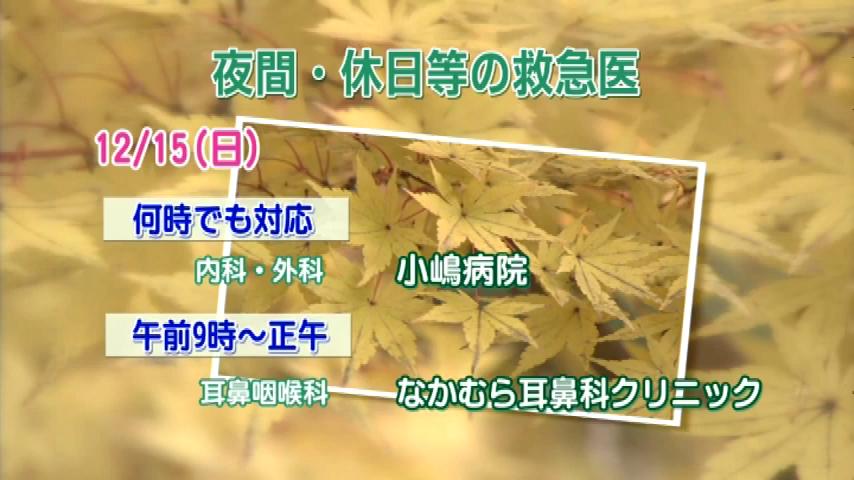 夜間・休日等の救急医
12/15(日)
何時でも対応
内科・外科 小嶋病院
午前9時～正午
耳鼻咽喉科 なかむら耳鼻科クリニック